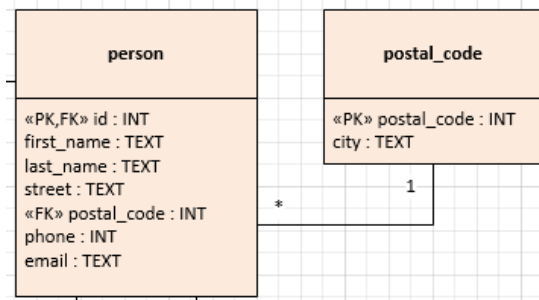 person
«PK,FK» id : INT
first_name : TEXT
last_name : TEXT
street : TEXT
«FK» postal_code : INT
phone : INT
email : TEXT
postal_code
«PK» postal_code : INT
city : TEXT
1
*